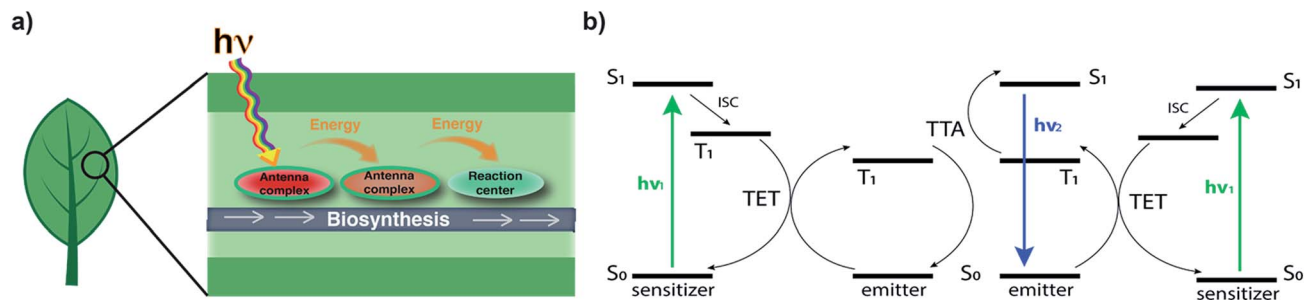 a)
hν
Energy
Energy
Antenna
complex
Antenna
complex
Reaction
center
Biosynthesis
b)
S₁
ISC
T₁
hν₁
TET
S₀
sensitizer
T₁
emitter
TTA
S₁
hν₂
T₁
S₀
emitter
TET
S₁
ISC
hν₁
S₀
sensitizer